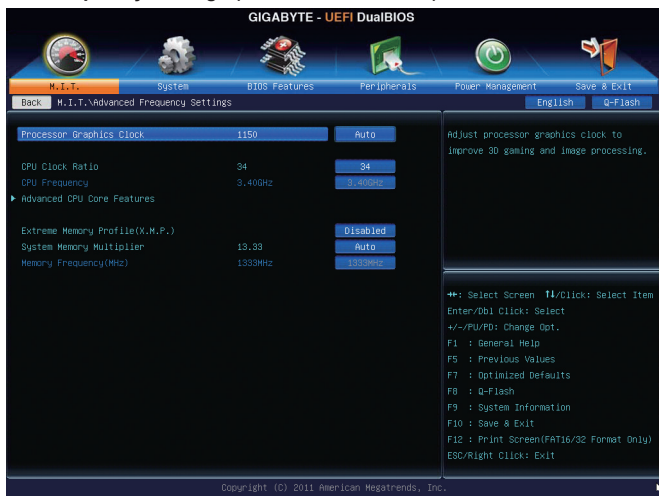 GIGABYTE - UEFI DualBIOS
M.I.T. System BIOS Features Peripherals Power Management Save & Exit
Back M.I.T.\Advanced Frequency Settings English Q-Flash
Processor Graphics Clock 1150 Auto
CPU Clock Ratio 34 34
CPU Frequency 3.40GHz 3.40GHz
Advanced CPU Core Features
Extreme Memory Profile(X.M.P.) Disabled
System Memory Multiplier 13.33 Auto
Memory Frequency(MHz) 1333MHz 1333MHz
Adjust processor graphics clock to
improve 3D gaming and image processing.
→←: Select Screen ↑↓/Click: Select Item
Enter/Dbl Click: Select
+/-/PU/PD: Change Opt.
F1 : General Help
F5 : Previous Values
F7 : Optimized Defaults
F8 : Q-Flash
F9 : System Information
F10 : Save & Exit
F12 : Print Screen(FAT16/32 Format Only)
ESC/Right Click: Exit
Copyright (C) 2011 American Megatrends, Inc.